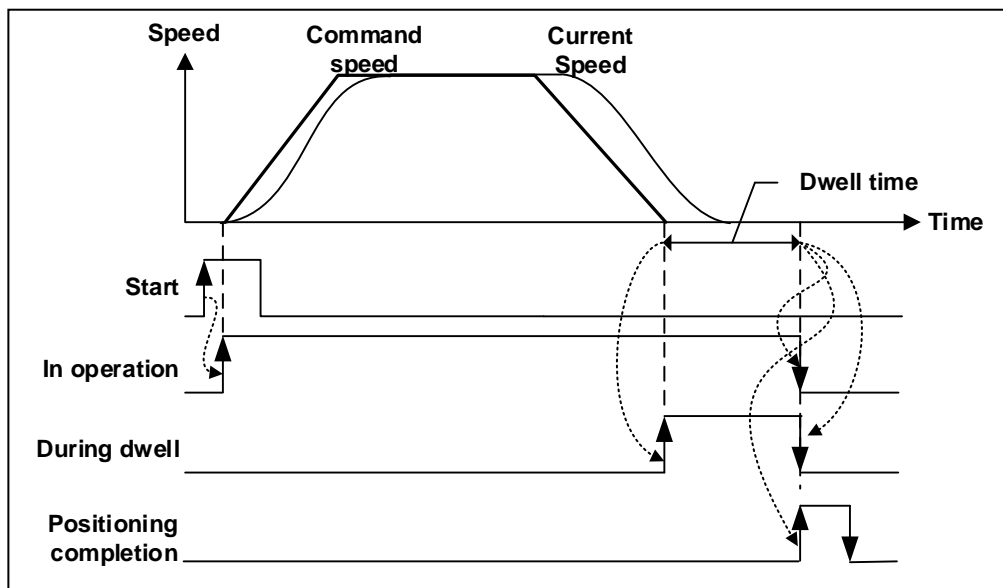 Speed
Command
speed
Current
Speed
Dwell time
Time
Start
In operation
During dwell
Positioning
completion